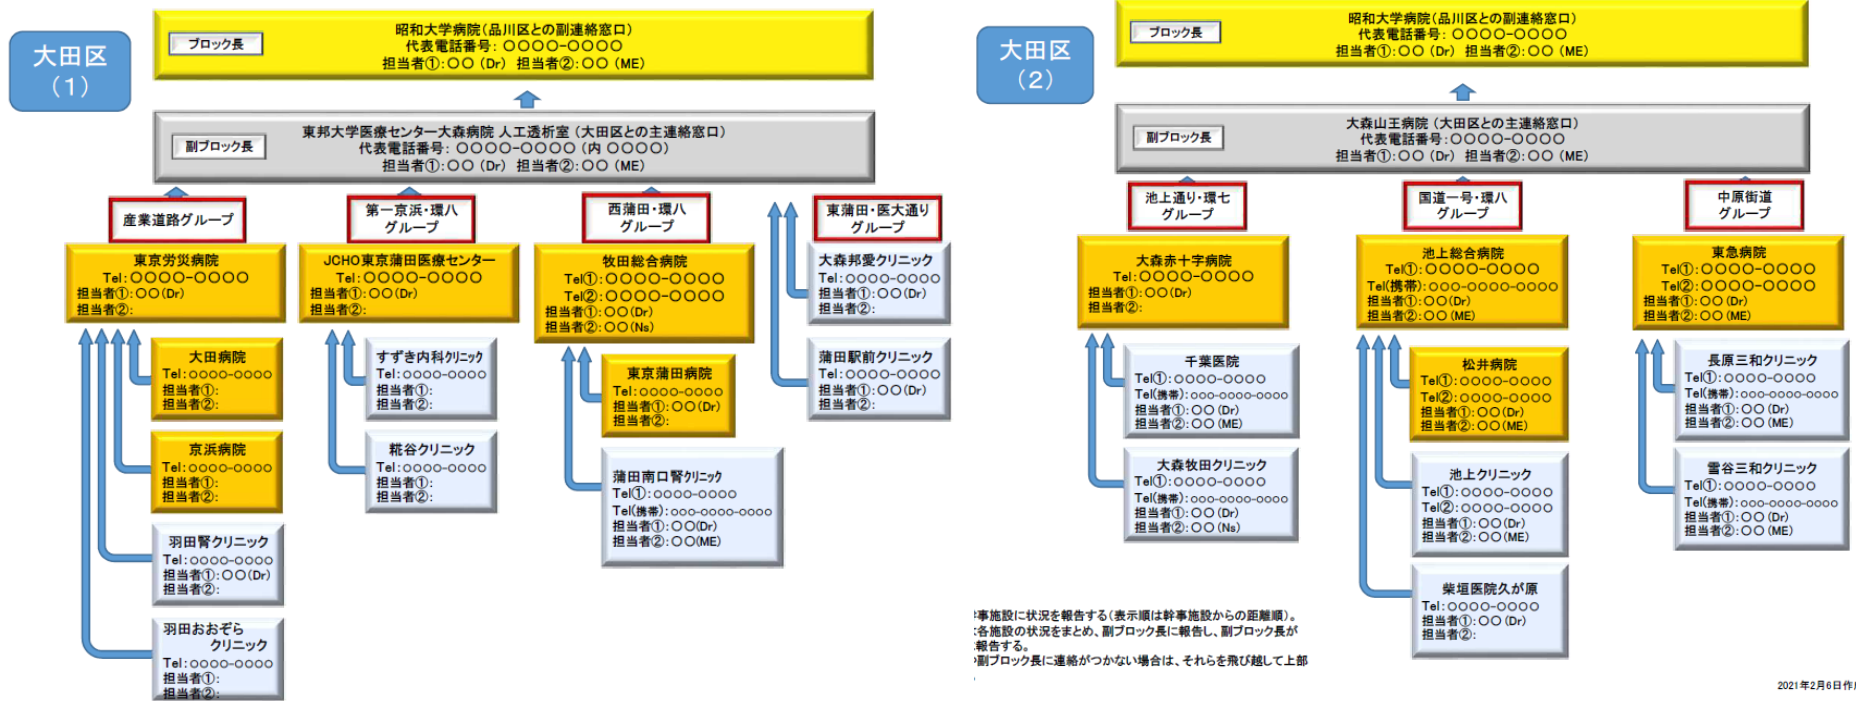 大田区
（1）
ブロック長
昭和大学病院（品川区との副連絡窓口）
代表電話番号：〇〇〇〇-〇〇〇〇
担当者①：〇〇（Dr） 担当者②：〇〇（ME）
副ブロック長
東邦大学医療センター大森病院 人工透析室（大田区との主連絡窓口）
代表電話番号：〇〇〇〇-〇〇〇〇（内 〇〇〇〇）
担当者①：〇〇（Dr） 担当者②：〇〇（ME）
産業道路グループ
東京労災病院
Tel：〇〇〇〇-〇〇〇〇
担当者①：〇〇（Dr）
担当者②：
大田病院
Tel：〇〇〇〇-〇〇〇〇
担当者①：
担当者②：
京浜病院
Tel：〇〇〇〇-〇〇〇〇
担当者①：
担当者②：
羽田腎クリニック
Tel：〇〇〇〇-〇〇〇〇
担当者①：〇〇（Dr）
担当者②：
羽田おおぞら
クリニック
Tel：〇〇〇〇-〇〇〇〇
担当者①：
担当者②：
第一京浜・環八
グループ
JCHO東京蒲田医療センター
Tel：〇〇〇〇-〇〇〇〇
担当者①：〇〇（Dr）
担当者②：
すずき内科クリニック
Tel：〇〇〇〇-〇〇〇〇
担当者①：
担当者②：
糀谷クリニック
Tel：〇〇〇〇-〇〇〇〇
担当者①：
担当者②：
西蒲田・環八
グループ
牧田総合病院
Tel①：〇〇〇〇-〇〇〇〇
Tel②：〇〇〇〇-〇〇〇〇
担当者①：〇〇（Dr）
担当者②：〇〇（Ns）
東京蒲田病院
Tel：〇〇〇〇-〇〇〇〇
担当者①：〇〇（Dr）
担当者②：
蒲田南口腎クリニック
Tel①：〇〇〇〇-〇〇〇〇
Tel（携帯）：〇〇〇-〇〇〇〇-〇〇〇〇
担当者①：〇〇（Dr）
担当者②：〇〇（ME）
東蒲田・医大通り
グループ
大森邦愛クリニック
Tel：〇〇〇〇-〇〇〇〇
担当者①：〇〇（Dr）
担当者②：
蒲田駅前クリニック
Tel：〇〇〇〇-〇〇〇〇
担当者①：〇〇（Dr）
担当者②：
大田区
（2）
ブロック長
昭和大学病院（品川区との副連絡窓口）
代表電話番号：〇〇〇〇-〇〇〇〇
担当者①：〇〇（Dr） 担当者②：〇〇（ME）
副ブロック長
大森山王病院（大田区との主連絡窓口）
代表電話番号：〇〇〇〇-〇〇〇〇
担当者①：〇〇（Dr） 担当者②：〇〇（ME）
池上通り・環七
グループ
大森赤十字病院
Tel：〇〇〇〇-〇〇〇〇
担当者①：〇〇（Dr）
担当者②：
千葉医院
Tel①：〇〇〇〇-〇〇〇〇
Tel（携帯）：〇〇〇-〇〇〇〇-〇〇〇〇
担当者①：〇〇（Dr）
担当者②：〇〇（ME）
大森牧田クリニック
Tel①：〇〇〇〇-〇〇〇〇
Tel（携帯）：〇〇〇-〇〇〇〇-〇〇〇〇
担当者①：〇〇（Dr）
担当者②：〇〇（Ns）
国道一号・環八
グループ
池上総合病院
Tel①：〇〇〇〇-〇〇〇〇
Tel（携帯）：〇〇〇-〇〇〇〇-〇〇〇〇
担当者①：〇〇（Dr）
担当者②：〇〇（ME）
松井病院
Tel①：〇〇〇〇-〇〇〇〇
Tel②：〇〇〇〇-〇〇〇〇
担当者①：〇〇（Dr）
担当者②：〇〇（ME）
池上クリニック
Tel①：〇〇〇〇-〇〇〇〇
Tel②：〇〇〇〇-〇〇〇〇
担当者①：〇〇（Dr）
担当者②：〇〇（ME）
柴垣医院久が原
Tel：〇〇〇〇-〇〇〇〇
担当者①：〇〇（Dr）
担当者②：
中原街道
グループ
東急病院
Tel①：〇〇〇〇-〇〇〇〇
Tel②：〇〇〇〇-〇〇〇〇
担当者①：〇〇（Dr）
担当者②：〇〇（ME）
長原三和クリニック
Tel①：〇〇〇〇-〇〇〇〇
Tel（携帯）：〇〇〇-〇〇〇〇-〇〇〇〇
担当者①：〇〇（Dr）
担当者②：〇〇（ME）
雪谷三和クリニック
Tel①：〇〇〇〇-〇〇〇〇
Tel（携帯）：〇〇〇-〇〇〇〇-〇〇〇〇
担当者①：〇〇（Dr）
担当者②：〇〇（ME）
事施設に状況を報告する（表示順は幹事施設からの距離順）。
各施設の状況をまとめ、副ブロック長に報告し、副ブロック長が
報告する。
副ブロック長に連絡がつかない場合は、それらを飛び越して上部
2021年2月6日作